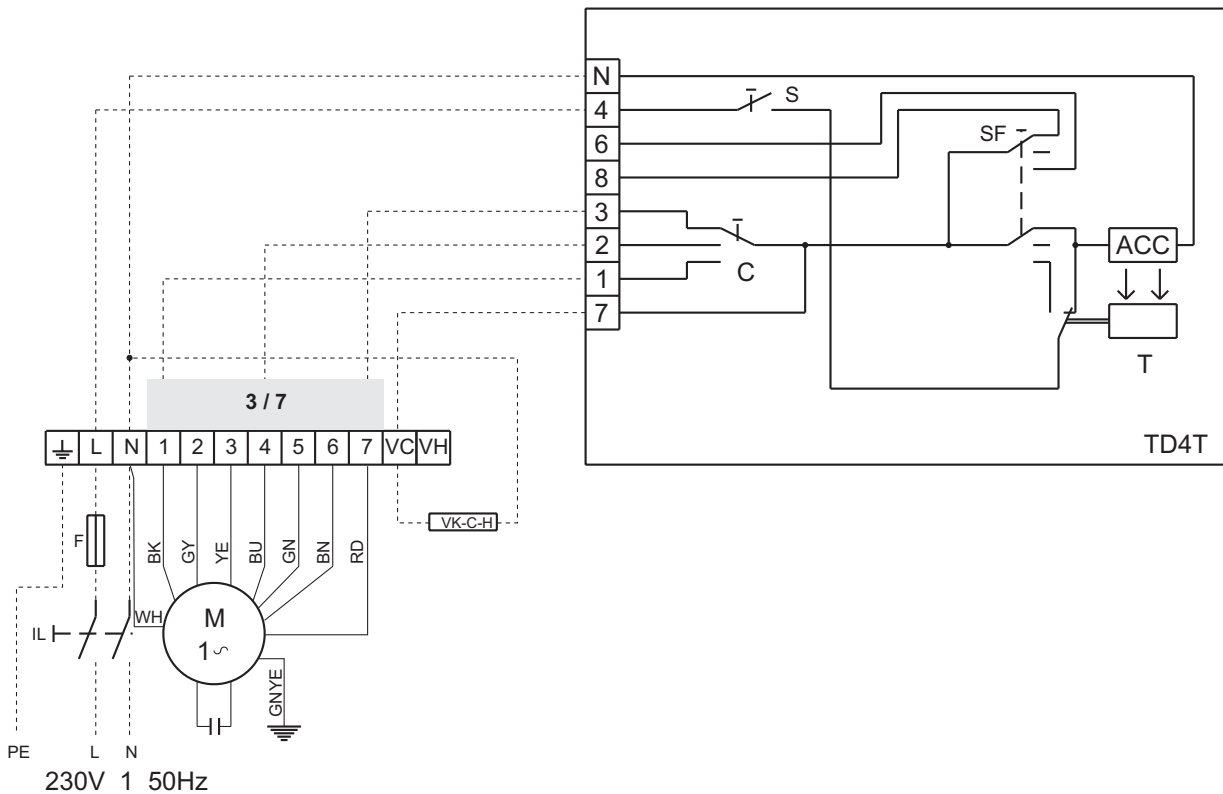 N
4
6
8
3
2
1
7
S
SF
C
ACC
T
TD4T
3 / 7
L N 1 2 3 4 5 6 7 VC VH
F
VK-C-H
BK GY YE BU GN BN RD
WH
M
1~
IL
GNYE
PE L N
230V 1 50Hz